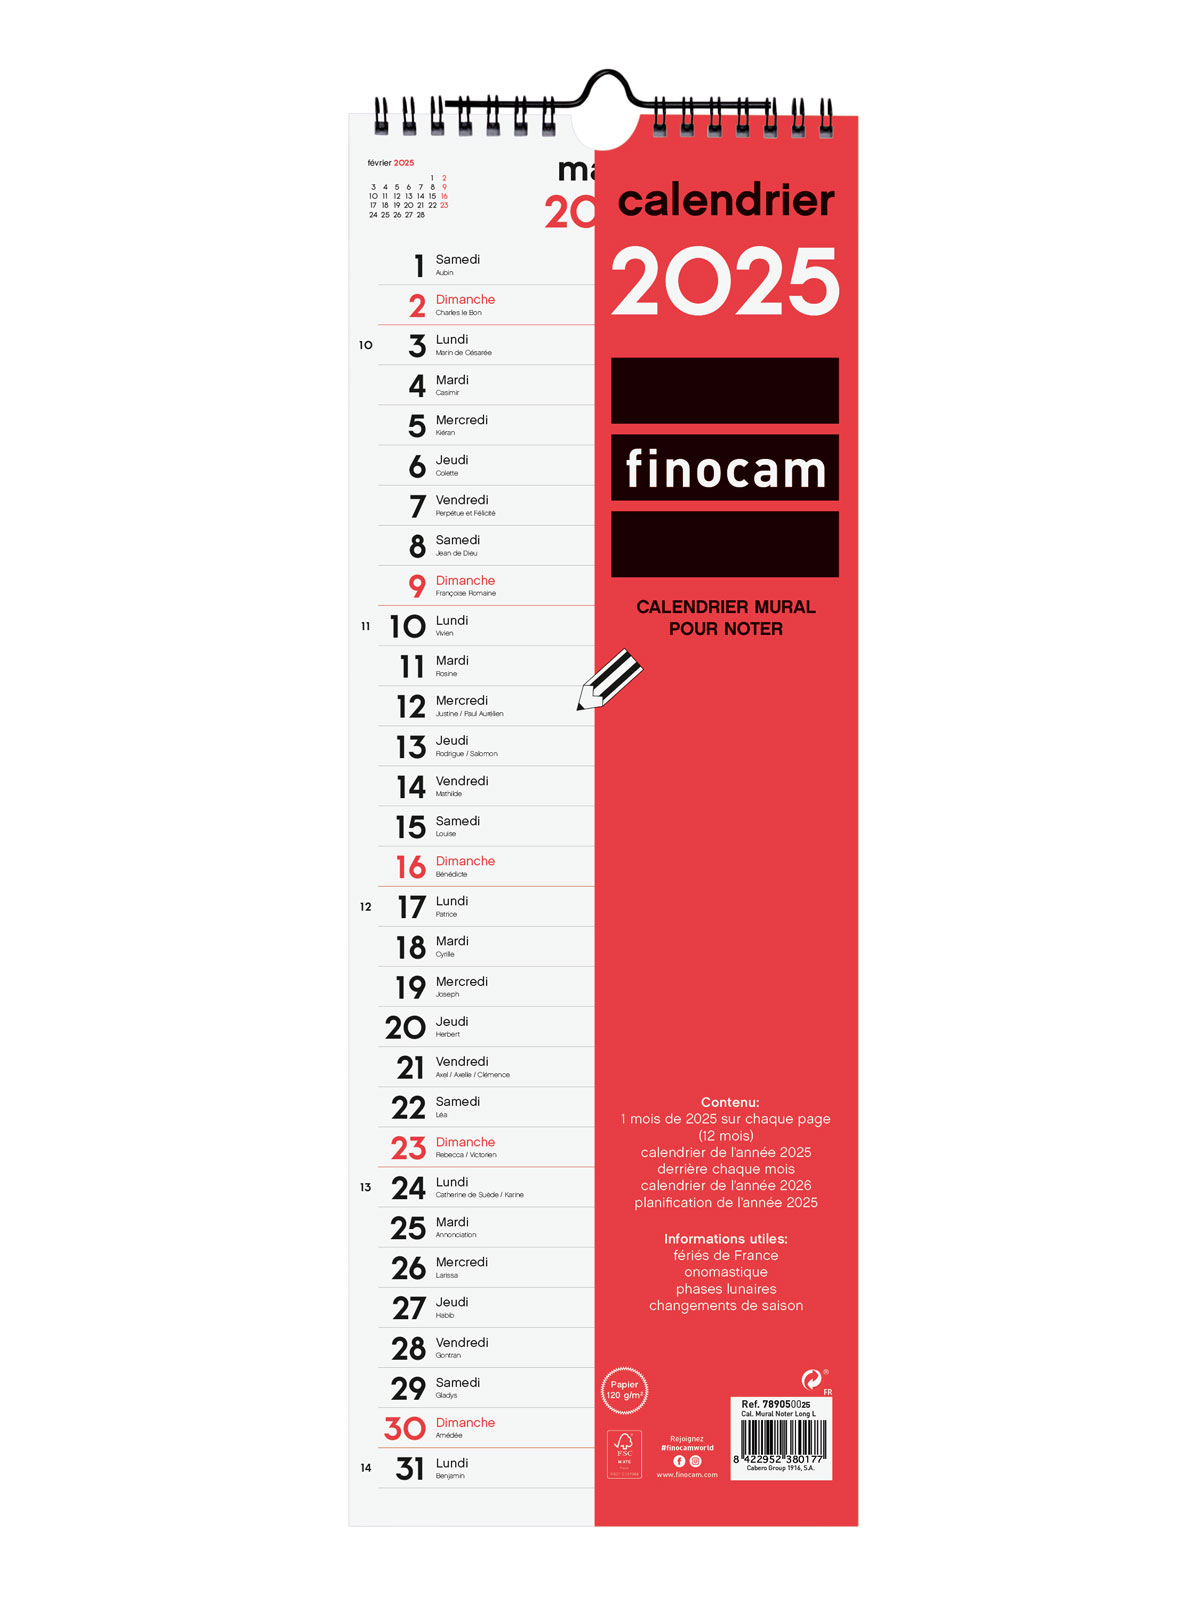 février 2025
1 2
3 4 5 6 7 8 9
10 11 12 13 14 15 16
17 18 19 20 21 22 23
24 25 26 27 28
ma
20
1 Samedi
Aubin
2 Dimanche
Charles le Bon
10 3 Lundi
Marin de Césarée
4 Mardi
Casimir
5 Mercredi
Kiéran
6 Jeudi
Colette
7 Vendredi
Perpétue et Félicité
8 Samedi
Jean de Dieu
9 Dimanche
Françoise Romaine
11 10 Lundi
Vivien
11 Mardi
Rosine
12 Mercredi
Justine / Paul Aurélien
13 Jeudi
Rodrigue / Salomon
14 Vendredi
Mathilde
15 Samedi
Louise
16 Dimanche
Bénédicte
12 17 Lundi
Patrice
18 Mardi
Cyrille
19 Mercredi
Joseph
20 Jeudi
Herbert
21 Vendredi
Axel / Axelle / Clémence
22 Samedi
Léa
23 Dimanche
Rebecca / Victorien
13 24 Lundi
Catherine de Suède / Karine
25 Mardi
Annonciation
26 Mercredi
Larissa
27 Jeudi
Habib
28 Vendredi
Gontran
29 Samedi
Gladys
30 Dimanche
Amédée
14 31 Lundi
Benjamin
calendrier
2025
finocam
CALENDRIER MURAL
POUR NOTER
Contenu:
1 mois de 2025 sur chaque page
(12 mois)
calendrier de l'année 2025
derrière chaque mois
calendrier de l'année 2026
planification de l'année 2025
Informations utiles:
fériés de France
onomastique
phases lunaires
changements de saison
Papier
120 g/m²
®
FR
FSC
MIXTE
Rejoignez
#finocamworld
www.finocam.com
Ref. 789050025
Cal. Mural Noter Long L
8 422952 380177
Cabero Group 1916, S.A.